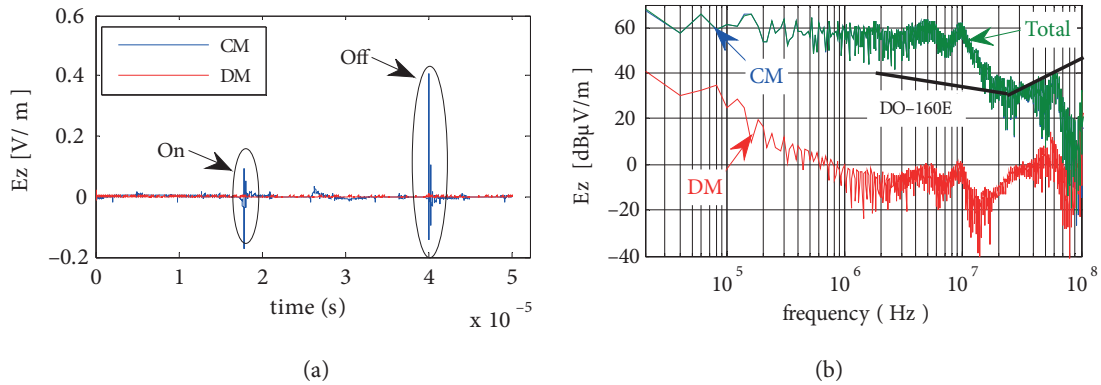 CM
DM
Off
On
Ez [V/ m]
0.6
0.4
0.2
0
−0.2
0
1
2
3
4
5
time (s)
x 10 −5
(a)
Total
CM
DO−160E
DM
Ez [dBμV/m]
60
40
20
0
−20
−40
10 5
10 6
10 7
10 8
frequency ( Hz )
(b)